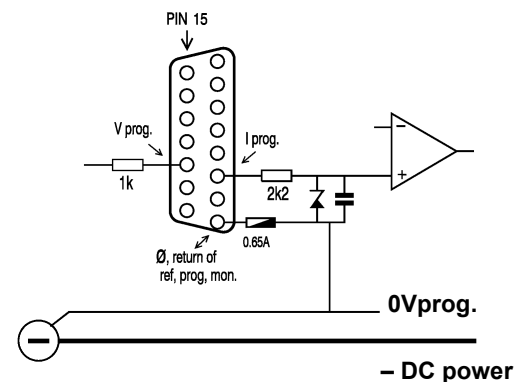 PIN 15
V prog.
I prog.
1k
2k2
0.65A
Ø, return of
ref, prog, mon.
0Vprog.
– DC power